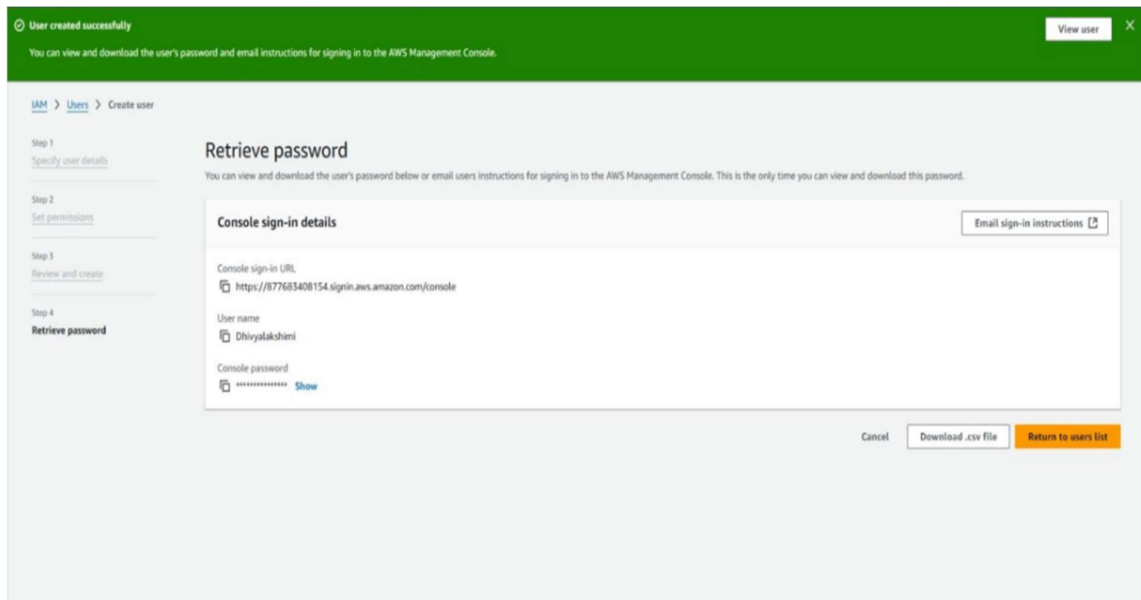 User created successfully
View user
You can view and download the user's password and email instructions for signing in to the AWS Management Console.
IAM > Users > Create user
Step 1
Specify user details
Step 2
Set permissions
Step 3
Review and create
Step 4
Retrieve password
Retrieve password
You can view and download the user's password below or email users instructions for signing in to the AWS Management Console. This is the only time you can view and download this password.
Console sign-in details
Email sign-in instructions
Console sign-in URL
https://877683408154.signin.aws.amazon.com/console
User name
Dhivyalakshimi
Console password
*************** Show
Cancel
Download .csv file
Return to users list